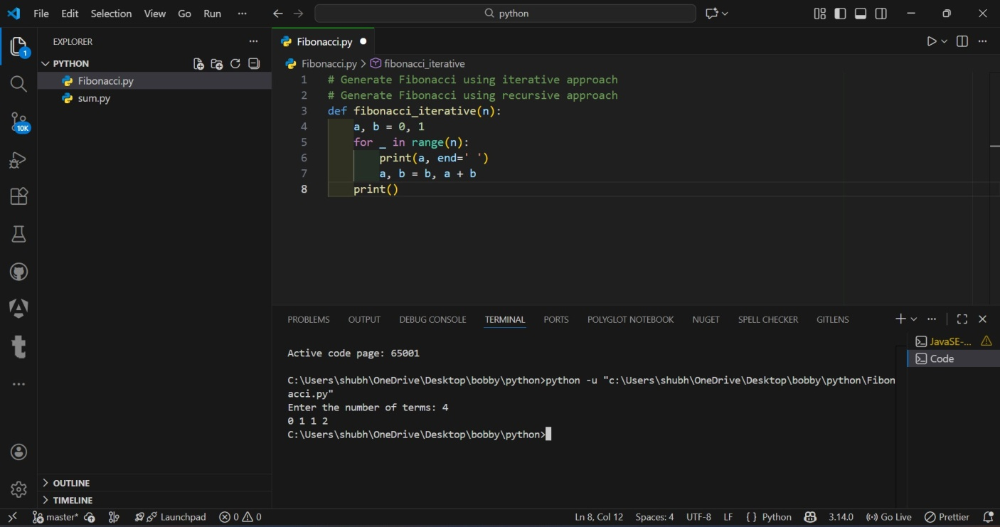 File Edit Selection View Go Run ··· python
EXPLORER ···
PYTHON
Fibonacci.py
sum.py
1
10K
OUTLINE
TIMELINE
Fibonacci.py
Fibonacci.py > fibonacci_iterative
1 # Generate Fibonacci using iterative approach
2 # Generate Fibonacci using recursive approach
3 def fibonacci_iterative(n):
4 a, b = 0, 1
5 for _ in range(n):
6 print(a, end=' ')
7 a, b = b, a + b
8 print()
PROBLEMS OUTPUT DEBUG CONSOLE TERMINAL PORTS POLYGLOT NOTEBOOK NUGET SPELL CHECKER GITLENS
Active code page: 65001
C:\Users\shubh\OneDrive\Desktop\bobby\python>python -u "c:\Users\shubh\OneDrive\Desktop\bobby\python\Fibon
acci.py"
Enter the number of terms: 4
0 1 1 2
C:\Users\shubh\OneDrive\Desktop\bobby\python>
JavaSE-...
Code
master* Launchpad 0 0 Ln 8, Col 12 Spaces: 4 UTF-8 LF { } Python 3.14.0 Go Live Prettier